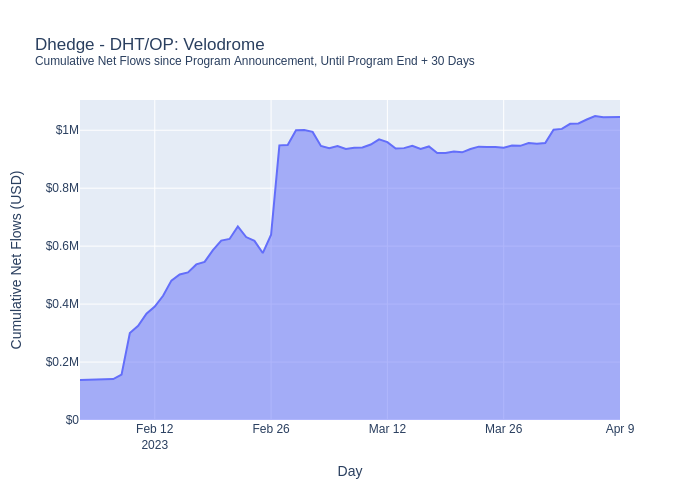 Dhedge - DHT/OP: Velodrome
Cumulative Net Flows since Program Announcement, Until Program End + 30 Days
Cumulative Net Flows (USD)
$1M
$0.8M
$0.6M
$0.4M
$0.2M
$0
Feb 12
2023
Feb 26
Mar 12
Mar 26
Apr 9
Day